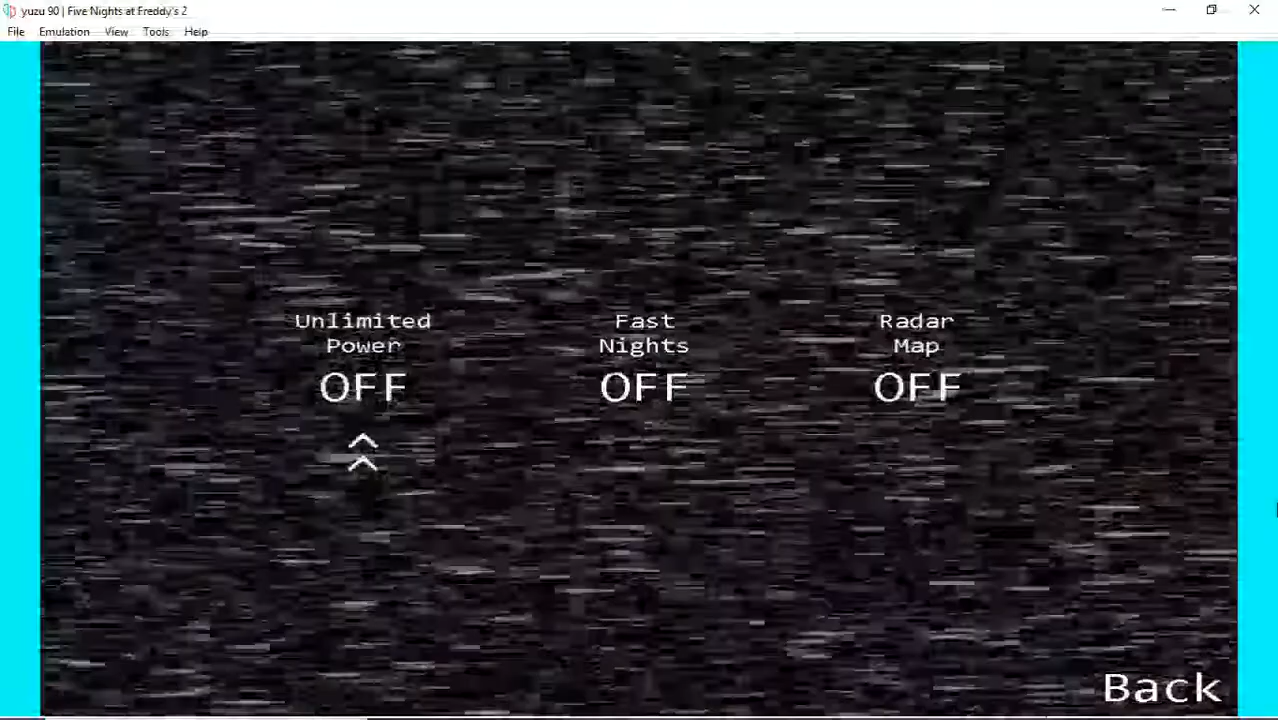 yuzu 90 | Five Nights at Freddy's 2
File Emulation View Tools Help
Unlimited Power
OFF
Fast Nights
OFF
Radar Map
OFF
Back